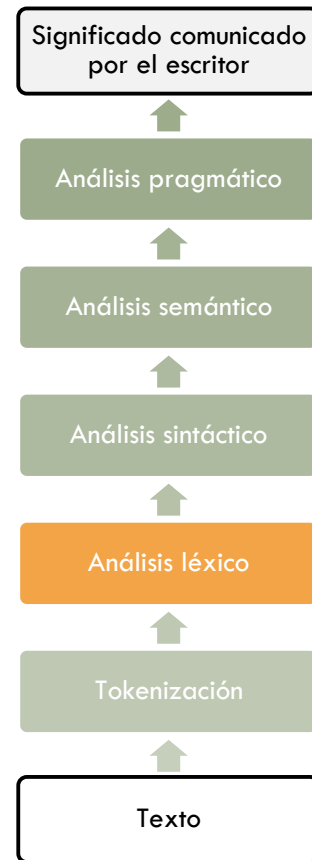 Significado comunicado
por el escritor
Análisis pragmático
Análisis semántico
Análisis sintáctico
Análisis léxico
Tokenización
Texto